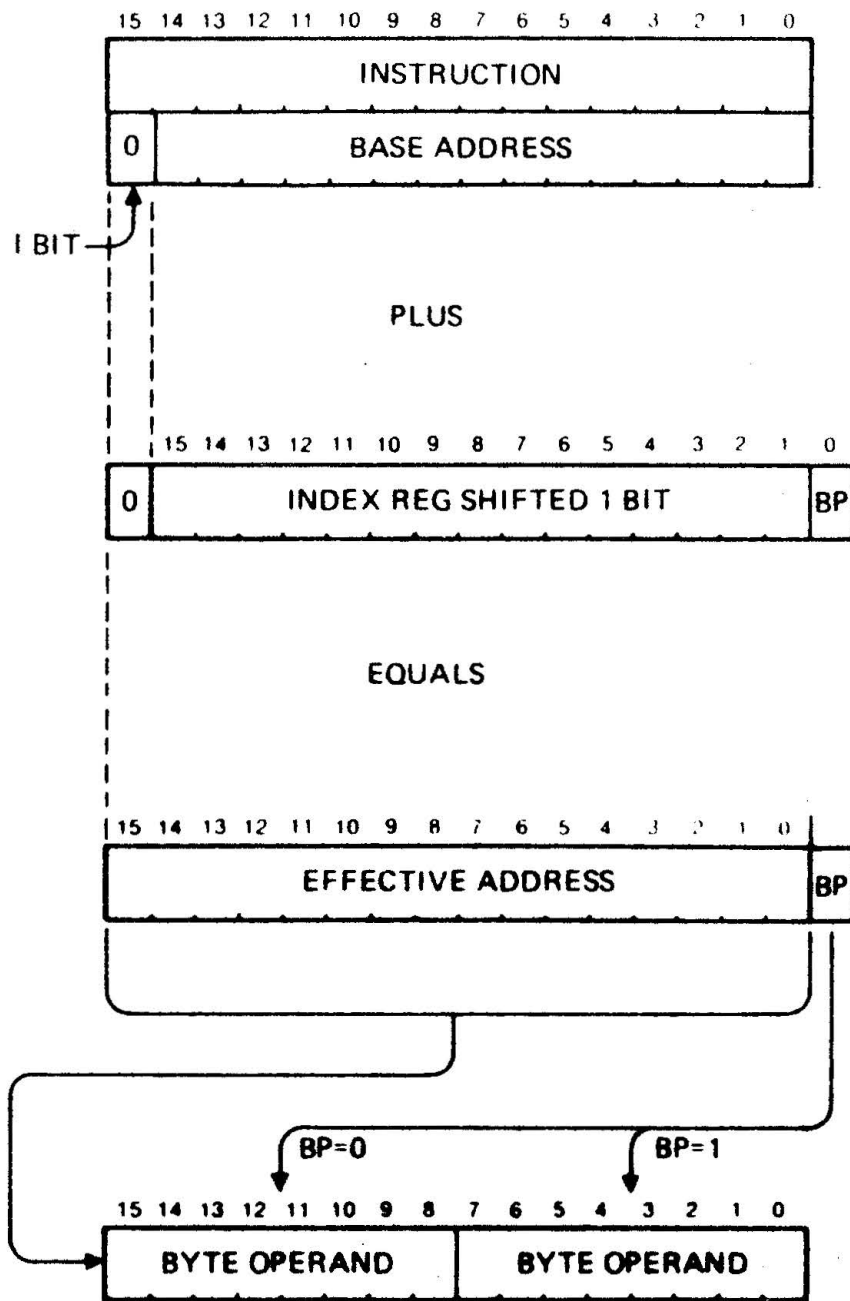 15 14 13 12 11 10 9 8 7 6 5 4 3 2 1 0
INSTRUCTION
0 BASE ADDRESS
I BIT
PLUS
15 14 13 12 11 10 9 8 7 6 5 4 3 2 1 0
0 INDEX REG SHIFTED 1 BIT BP
EQUALS
15 14 13 12 11 10 9 8 7 6 5 4 3 2 1 0
EFFECTIVE ADDRESS BP
BP=0 BP=1
15 14 13 12 11 10 9 8 7 6 5 4 3 2 1 0
BYTE OPERAND BYTE OPERAND